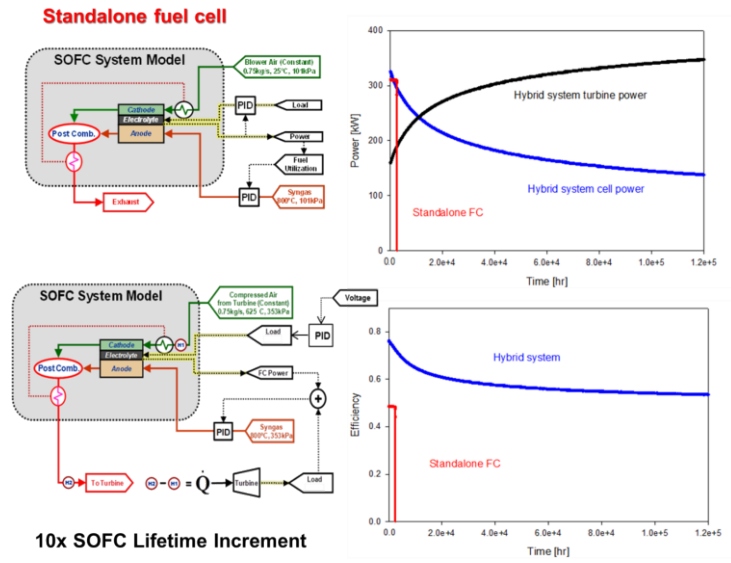 Standalone fuel cell
SOFC System Model
Blower Air (Constant)
0.75kg/s, 25°C, 101kPa
Cathode
Electrolyte
Anode
PID
Load
Post Comb.
Power
Fuel
Utilization
PID
Syngas
800°C, 101kPa
Exhaust
400
300
200
100
0
Power [kW]
Hybrid system turbine power
Hybrid system cell power
Standalone FC
0.0 2.0e+4 4.0e+4 6.0e+4 8.0e+4 1.0e+5 1.2e+5
Time [hr]
SOFC System Model
Compressed Air
from Turbine (Constant)
0.75kg/s, 625 C, 353kPa
Voltage
Cathode
H1
Electrolyte
Anode
Load
PID
Post Comb.
FC Power
+
PID
Syngas
800°C, 353kPa
H2
To Turbine
H2 - H1 = Q̇
Turbine
Load
10x SOFC Lifetime Increment
0.8
0.6
0.4
0.2
0.0
Efficiency
Hybrid system
Standalone FC
0.0 2.0e+4 4.0e+4 6.0e+4 8.0e+4 1.0e+5 1.2e+5
Time [hr]